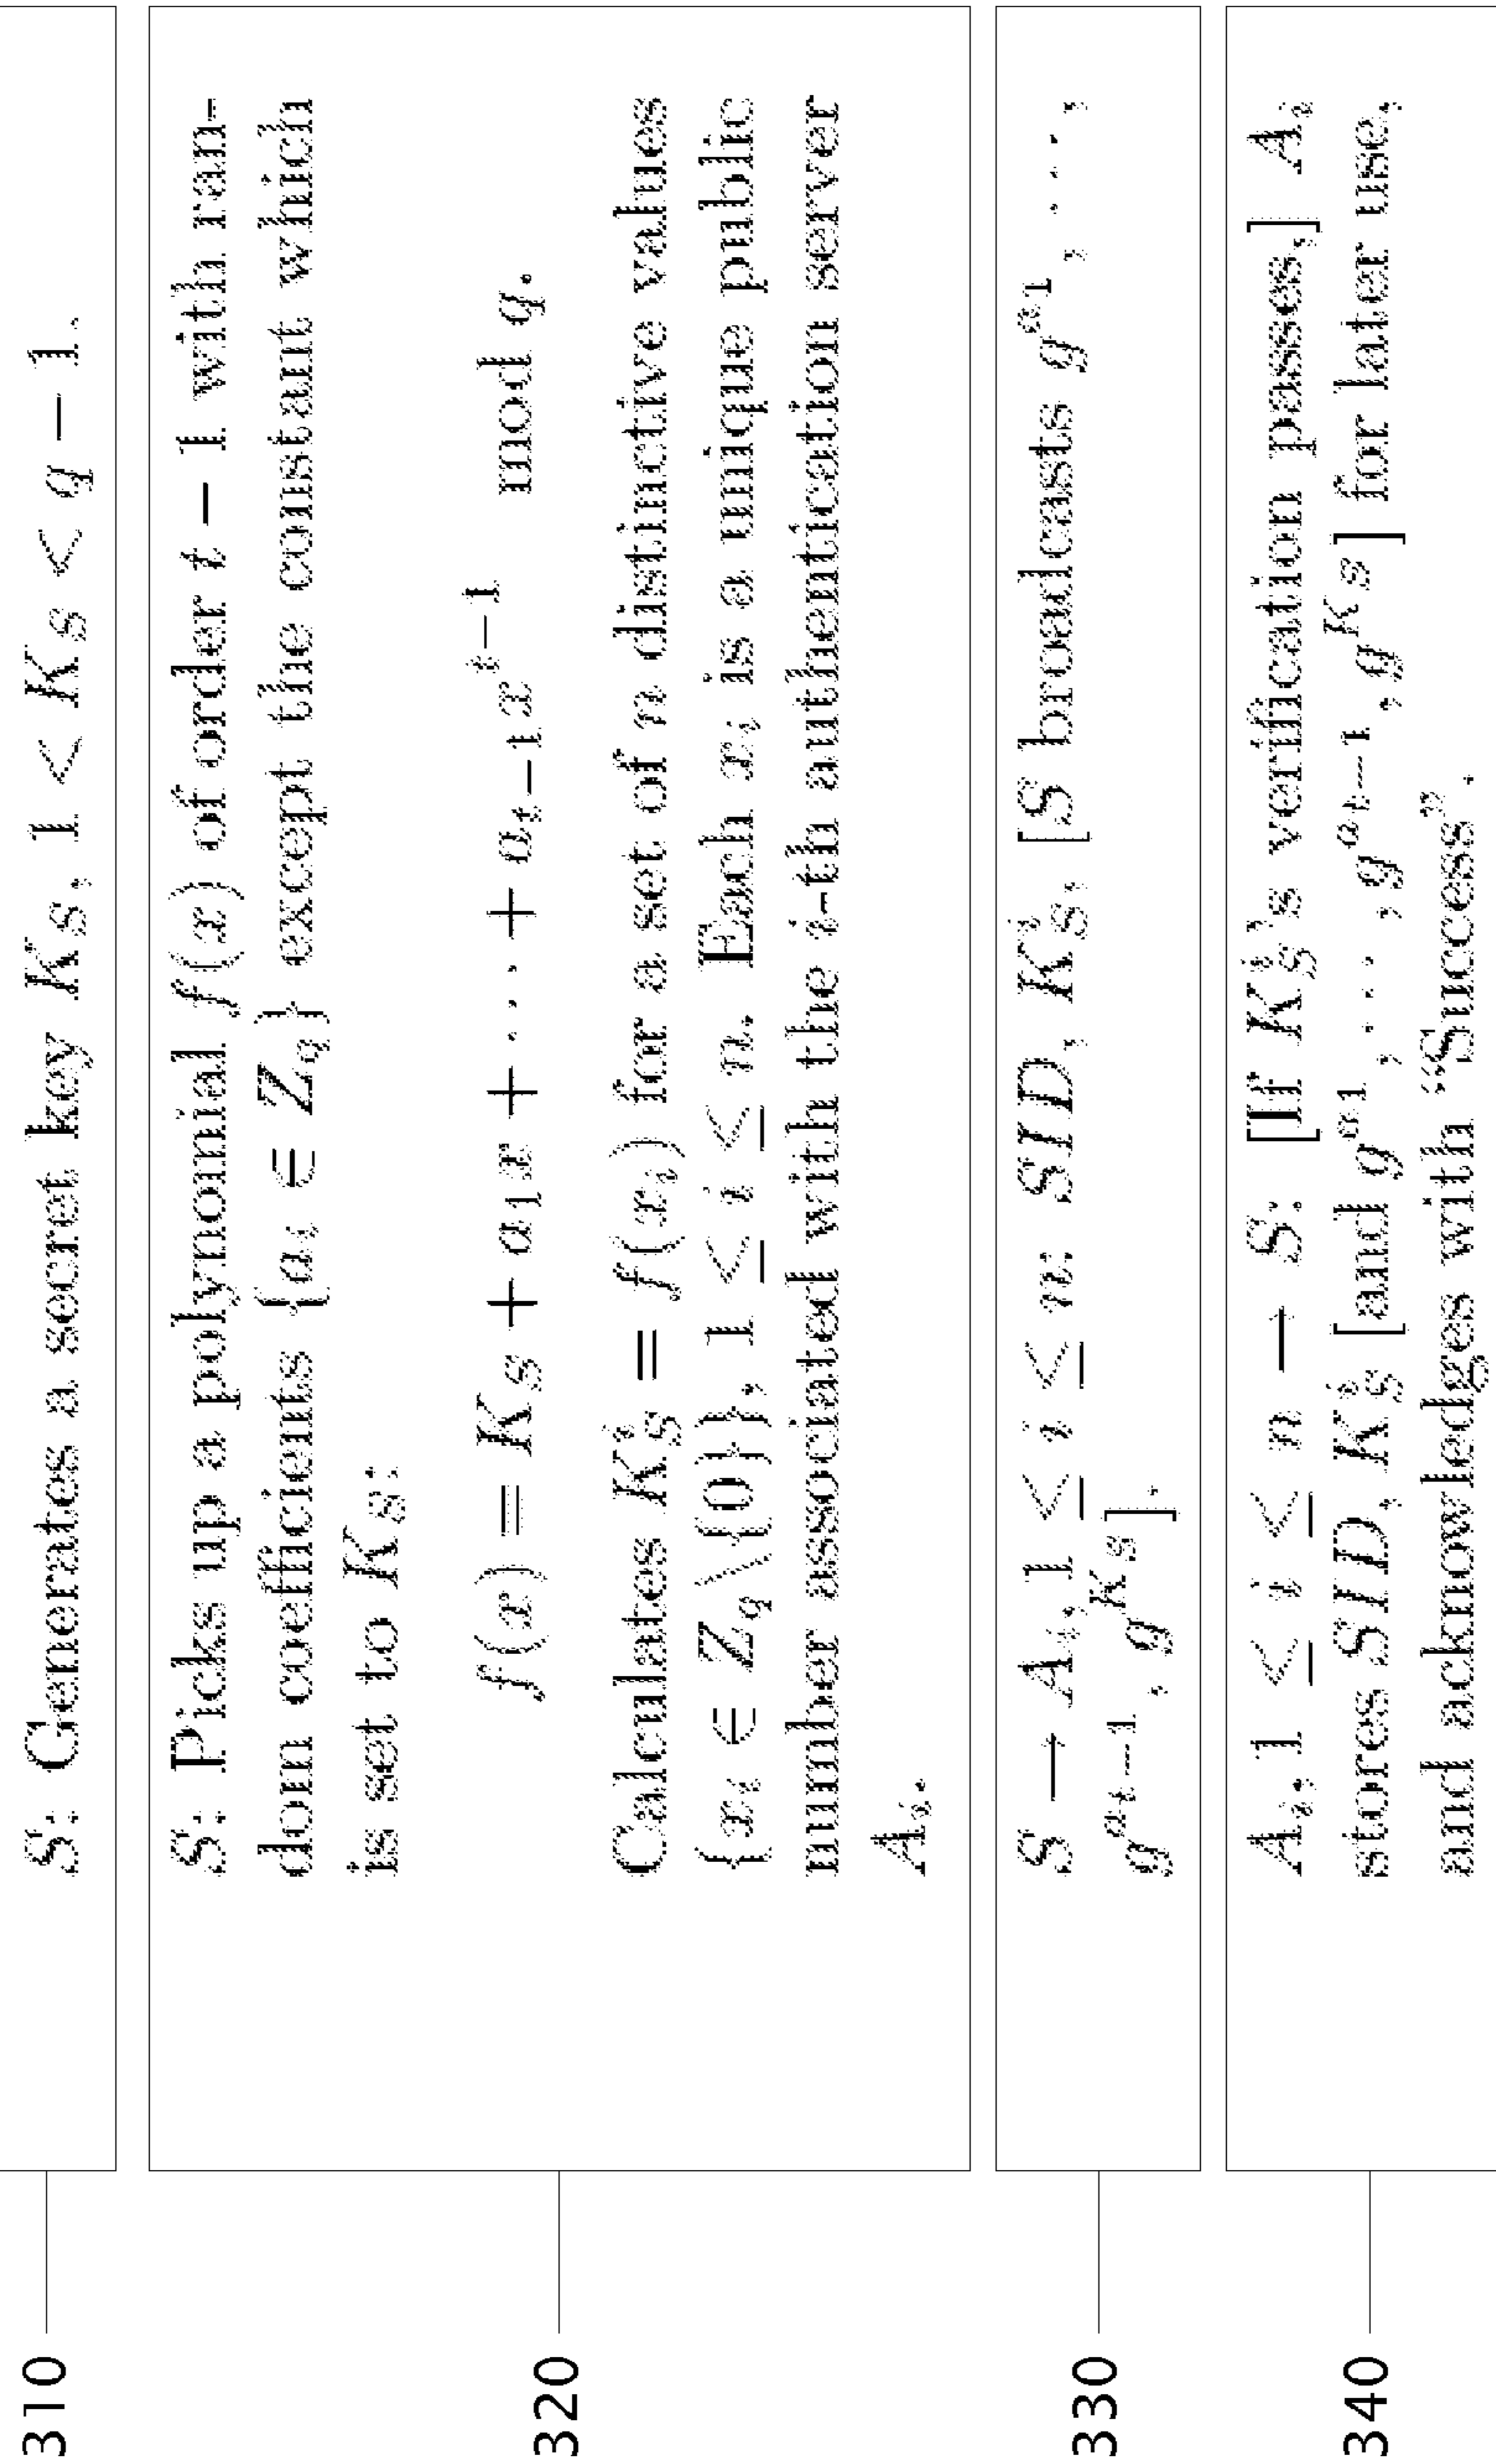 310 S: Generates a secret key K_S, 1 < K_S < q − 1.
320 S: Picks up a polynomial f(x) of order t − 1 with ran-
dom coefficients {a_i ∈ Z_q} except the constant which
is set to K_S:
f(x) = K_S + a_1x + · · · + a_{t−1}x^{t−1} mod q.
Calculates K_S^i = f(x_i) for a set of n distinctive values
{x_i ∈ Z_q\{0}}, 1 ≤ i ≤ n. Each x_i is a unique public
number associated with the i-th authentication server
A_i.
330 S → A_i, 1 ≤ i ≤ n: SID, K_S^i, [S broadcasts g^{a_1}, · · · ,
g^{a_{t−1}}, g^{K_S}].
340 A_i, 1 ≤ i ≤ n → S: [If K_S^i's verification passes,] A_i
stores SID, K_S^i [and g^{a_1}, · · · , g^{a_{t−1}}, g^{K_S}] for later use,
and acknowledges with "Success".